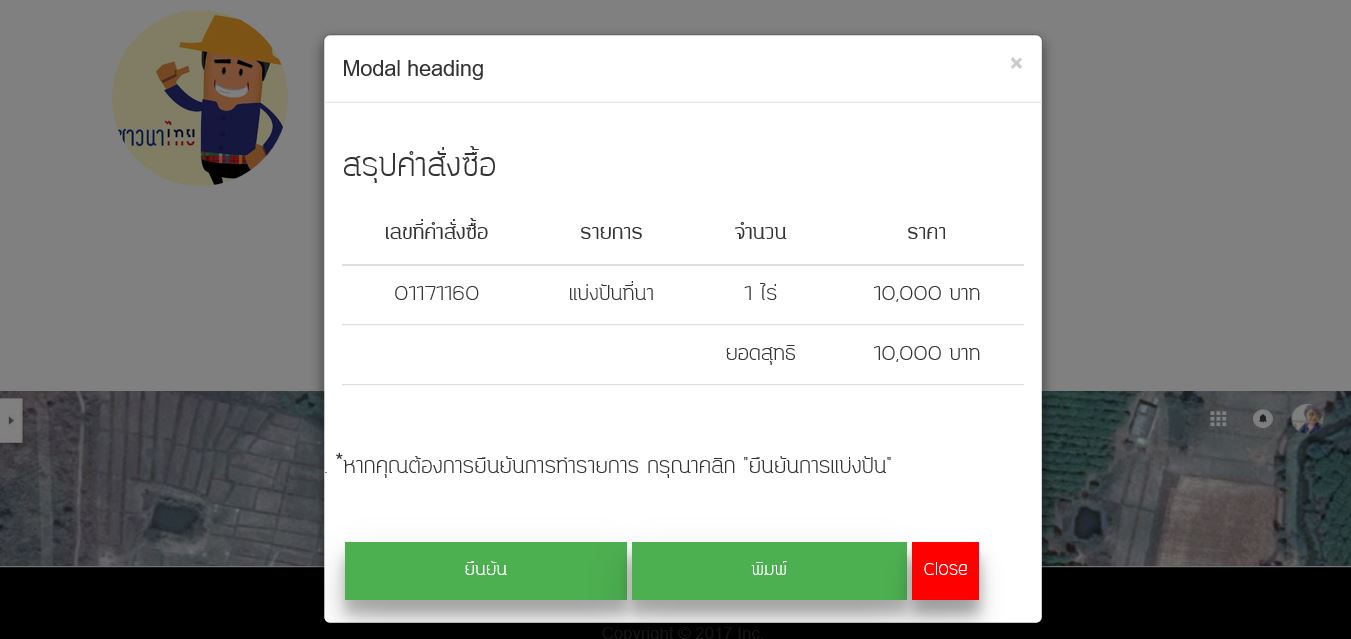 ชาวนาไทย
Modal heading ×
สรุปคำสั่งซื้อ
เลขที่คำสั่งซื้อ รายการ จำนวน ราคา
01171160 แบ่งปันที่นา 1 ไร่ 10,000 บาท
ยอดสุทธิ 10,000 บาท
. *หากคุณต้องการยืนยันการทำรายการ กรุณาคลิก "ยืนยันการแบ่งปัน"
ยืนยัน พิมพ์ Close
Copyright © 2017 Inc.